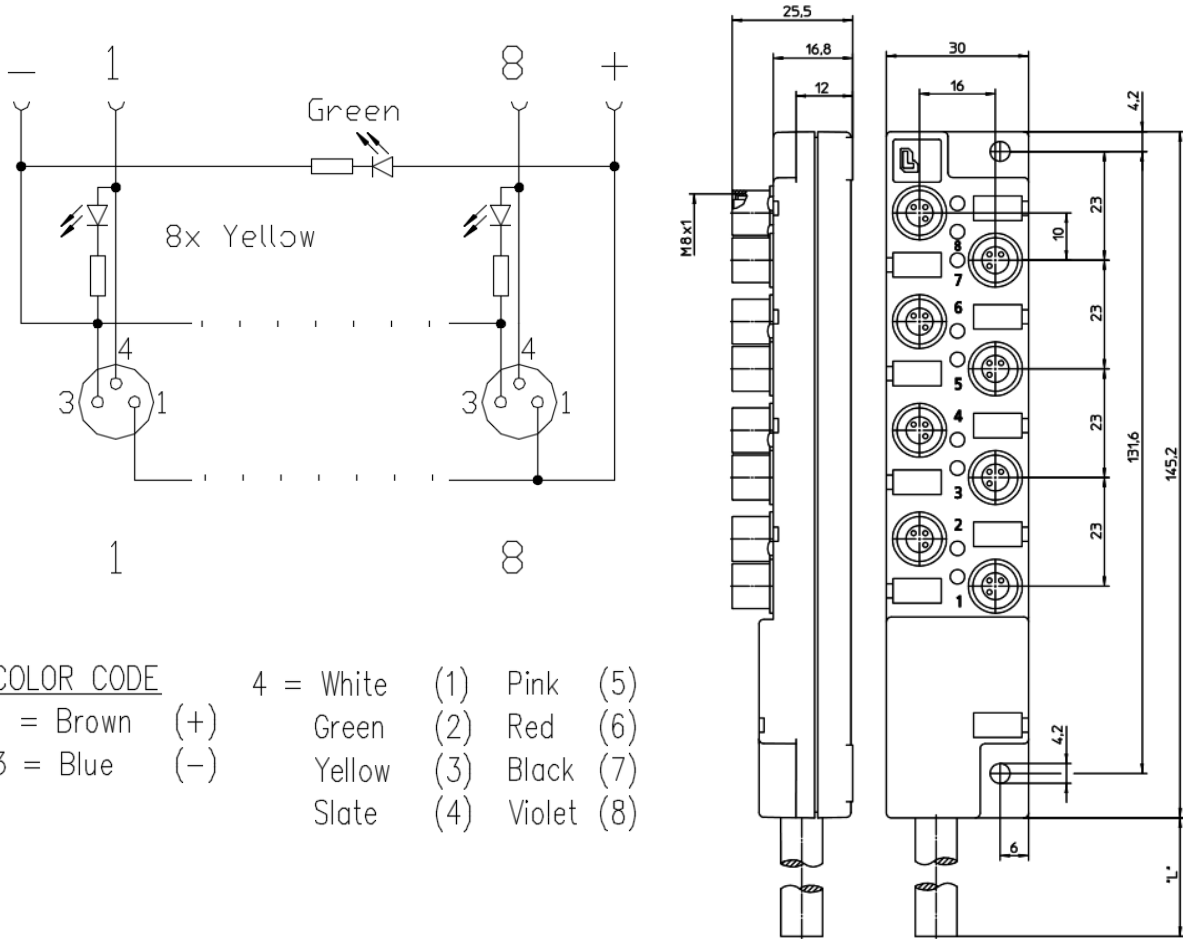 − 1 8 +
Green
8x Yellow
4 4
3 1 3 1
1 8
COLOR CODE
= Brown (+)
3 = Blue (−)
4 = White (1) Pink (5)
Green (2) Red (6)
Yellow (3) Black (7)
Slate (4) Violet (8)
25,5
16,8
12
M8x1
30
16
4,2
10
23
23
23
23
131,6
145,2
8
7
6
5
4
3
2
1
4,2
6
"L"